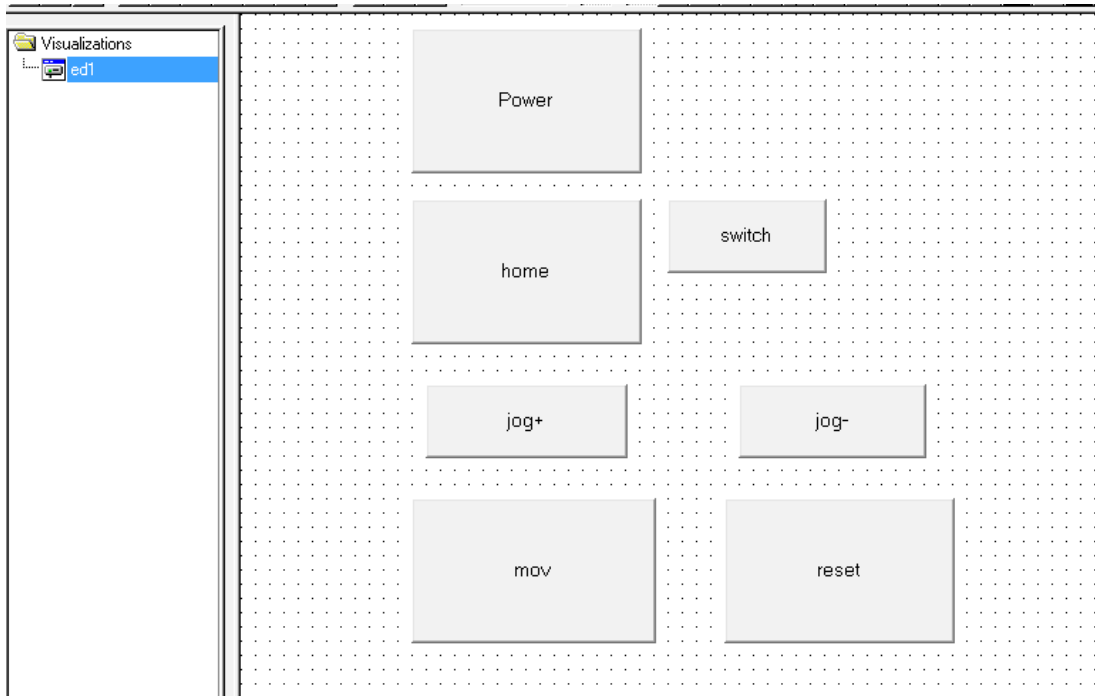 Visualizations
ed1
Power
home
switch
jog+
jog-
mov
reset